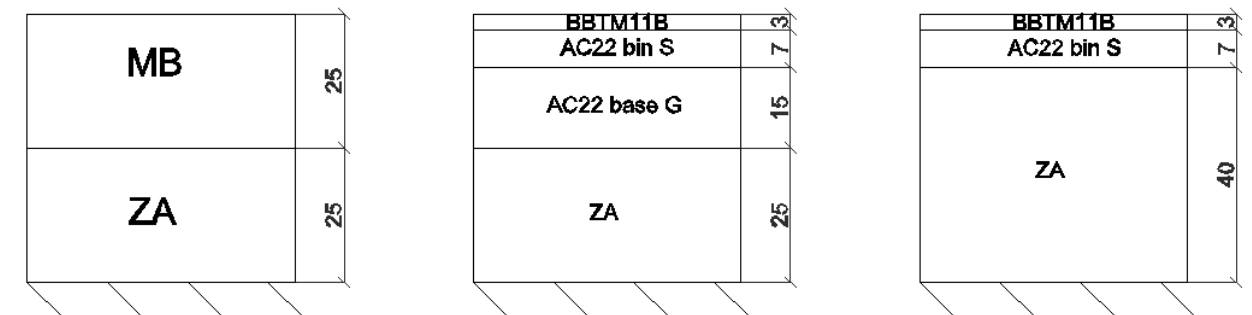 MB
25
ZA
25
BBTM11B
3
AC22 bin S
7
AC22 base G
15
ZA
25
BBTM11B
3
AC22 bin S
7
ZA
40